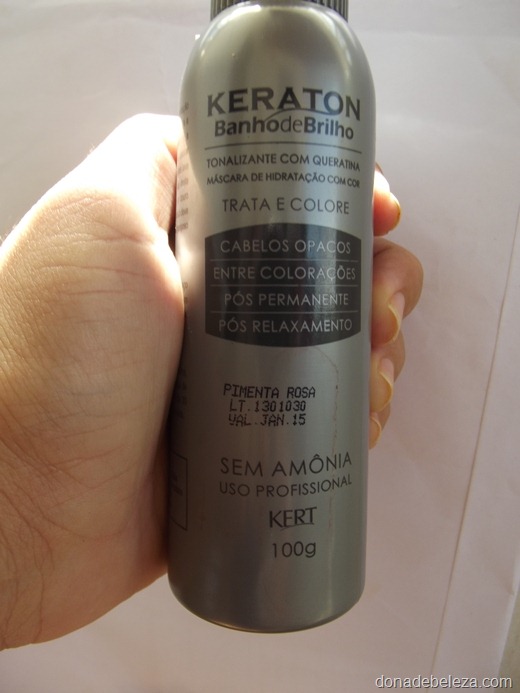 KERATON
BanhodeBrilho
TONALIZANTE COM QUERATINA
MÁSCARA DE HIDRATAÇÃO COM COR
TRATA E COLORE
CABELOS OPACOS
ENTRE COLORAÇÕES
PÓS PERMANENTE
PÓS RELAXAMENTO
PIMENTA ROSA
LT.1301030
VAL.JAN.15
SEM AMÔNIA
USO PROFISSIONAL
KERT
100g
donadebeleza.com